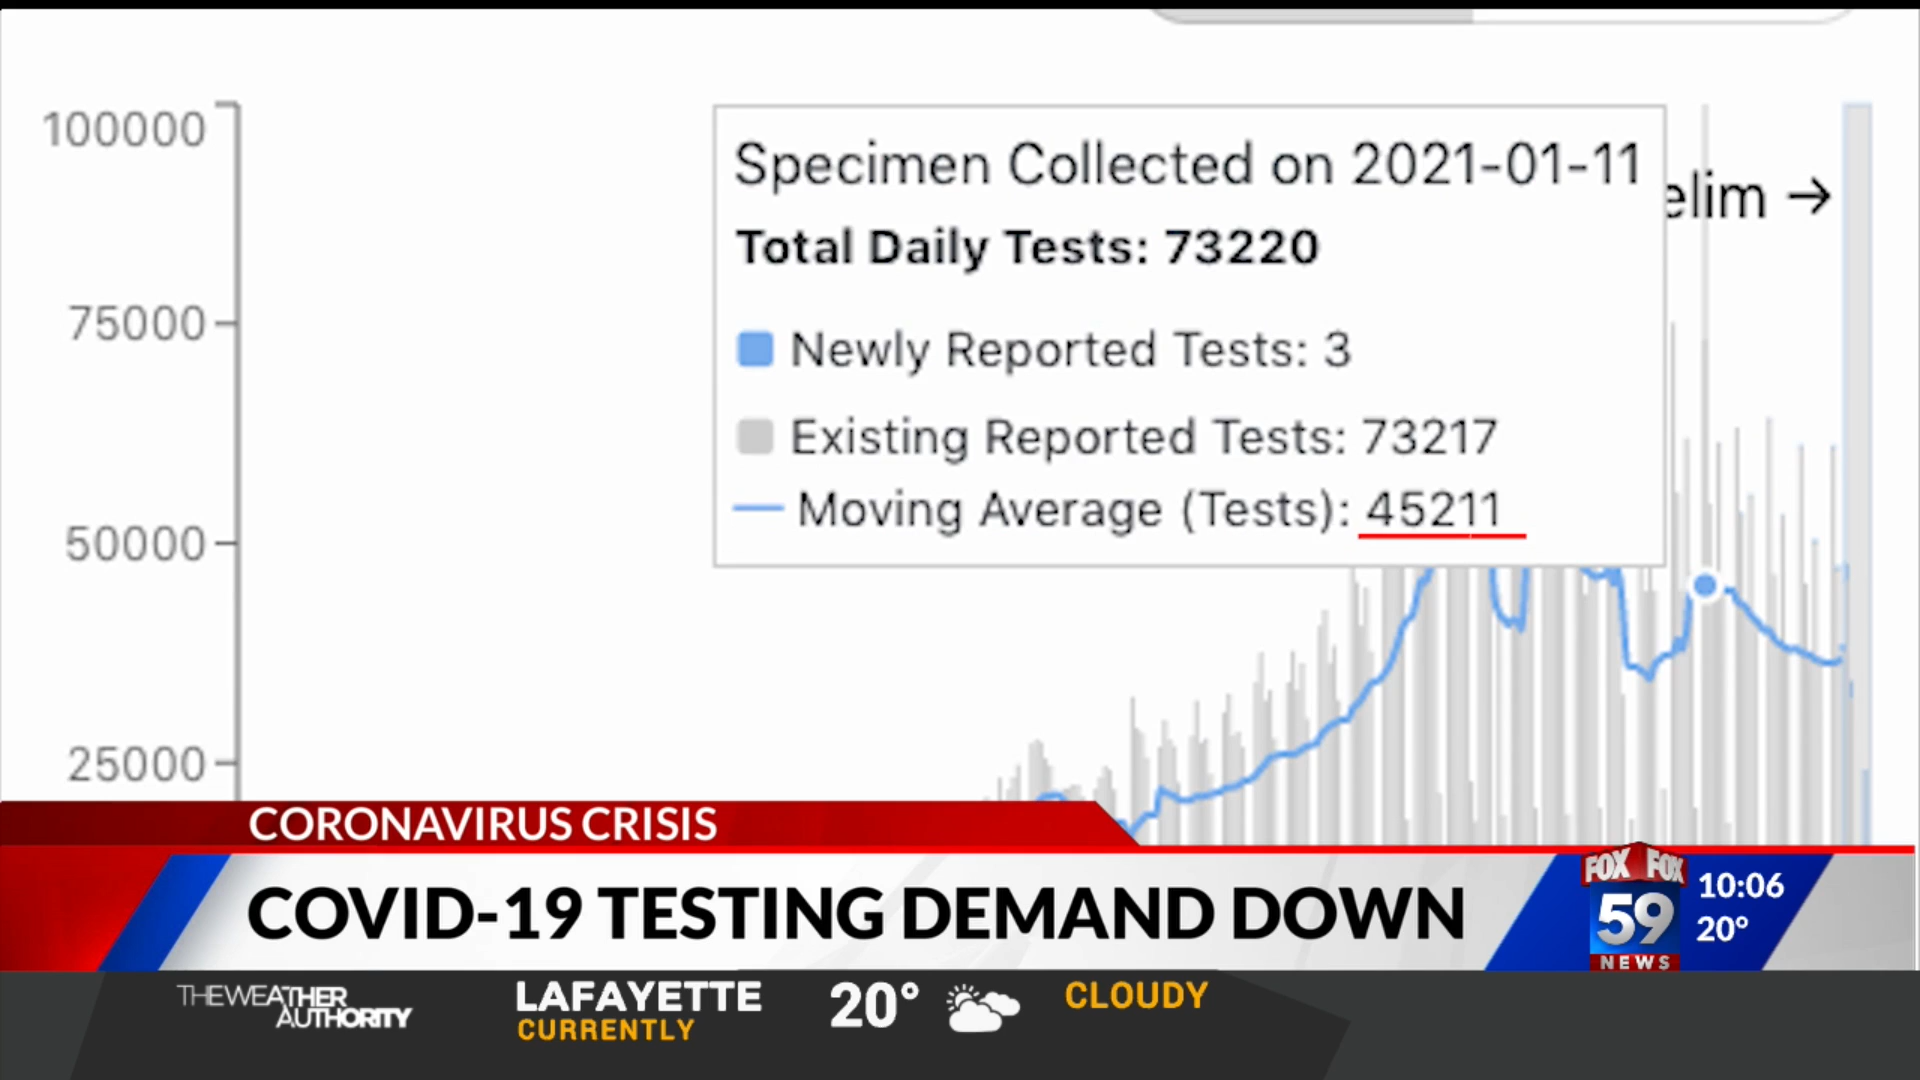 100000
75000
50000
25000
Specimen Collected on 2021-01-11
Total Daily Tests: 73220
Newly Reported Tests: 3
Existing Reported Tests: 73217
Moving Average (Tests): 45211
elim →
CORONAVIRUS CRISIS
COVID-19 TESTING DEMAND DOWN
FOX FOX
59
NEWS
10:06
20°
THE WEATHER
AUTHORITY
LAFAYETTE
CURRENTLY
20°
CLOUDY